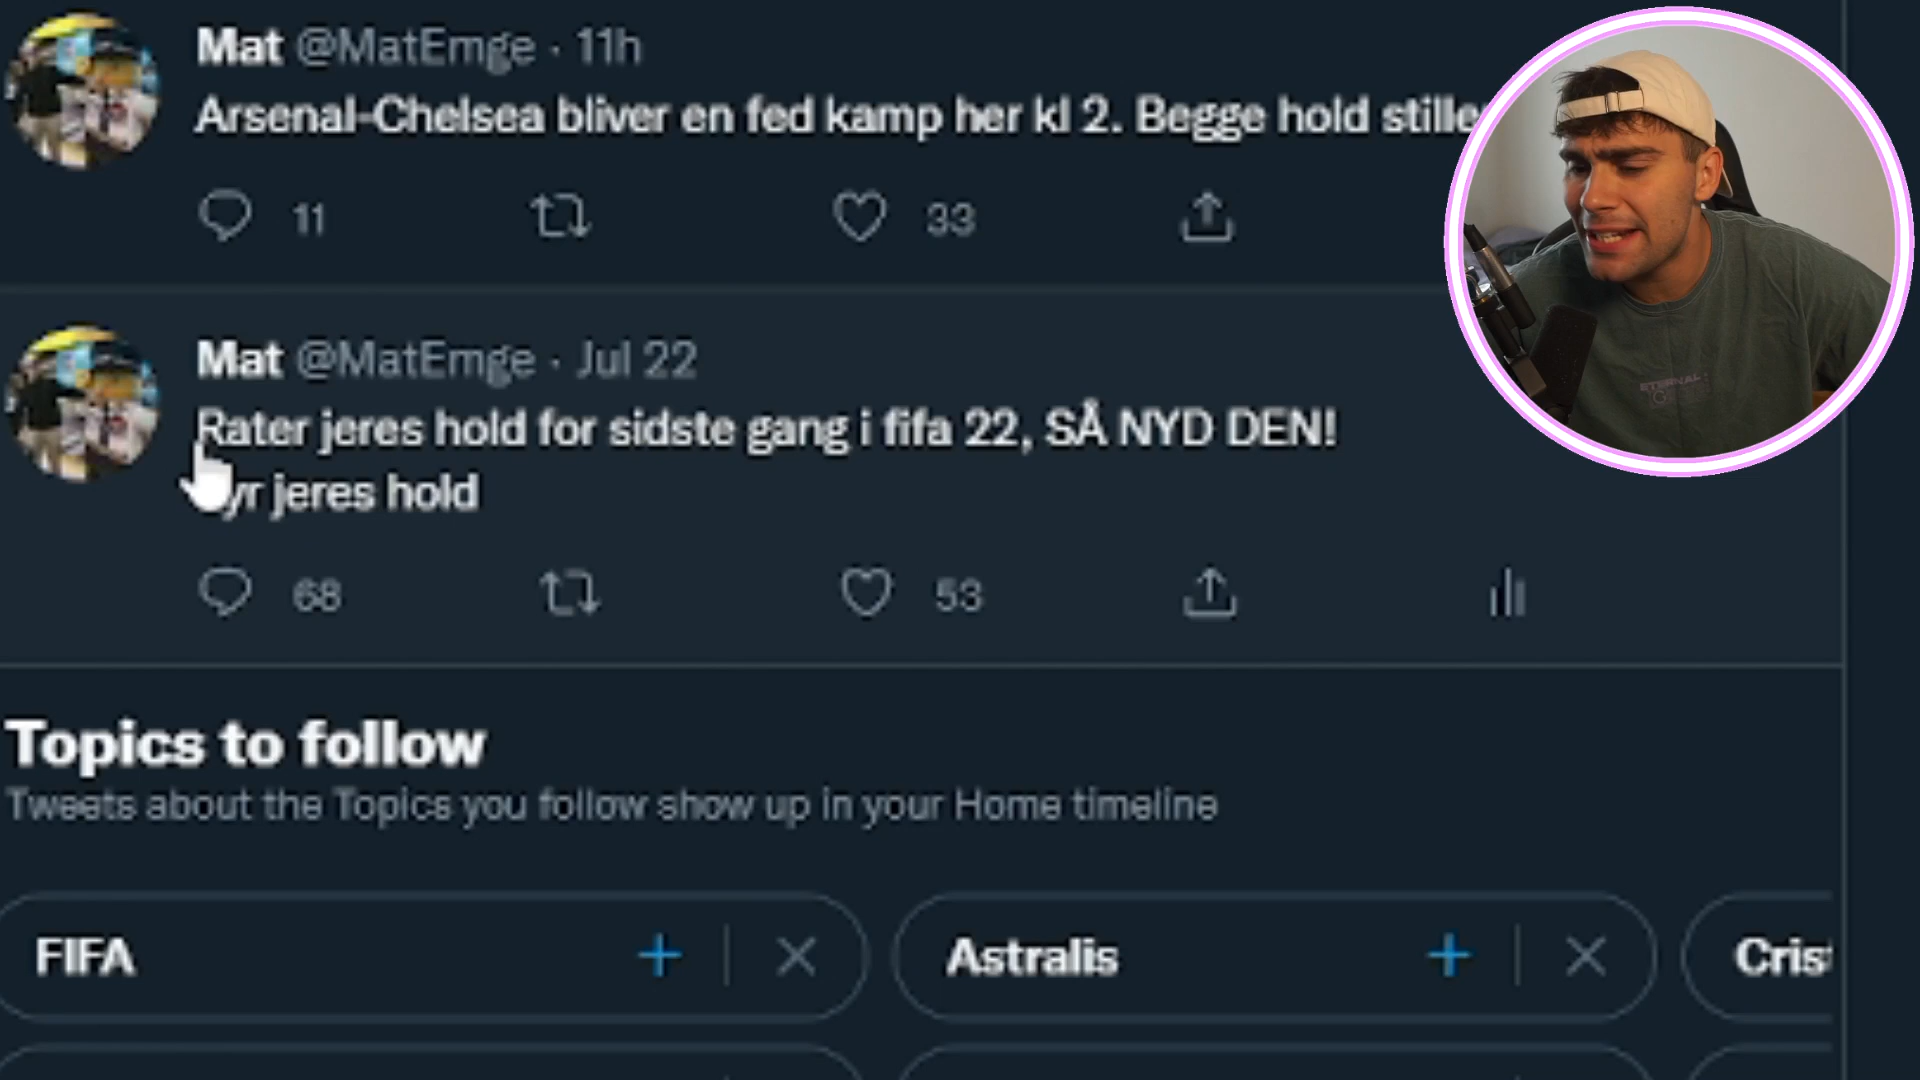 Mat @MatEmge · 11h
Arsenal-Chelsea bliver en fed kamp her kl 2. Begge hold
11 33
Mat @MatEmge · Jul 22
Rater jeres hold for sidste gang i fifa 22, SÅ NYD DEN!
jeres hold
68 53
Topics to follow
Tweets about the Topics you follow show up in your Home timeline
FIFA Astralis
ETERNAL